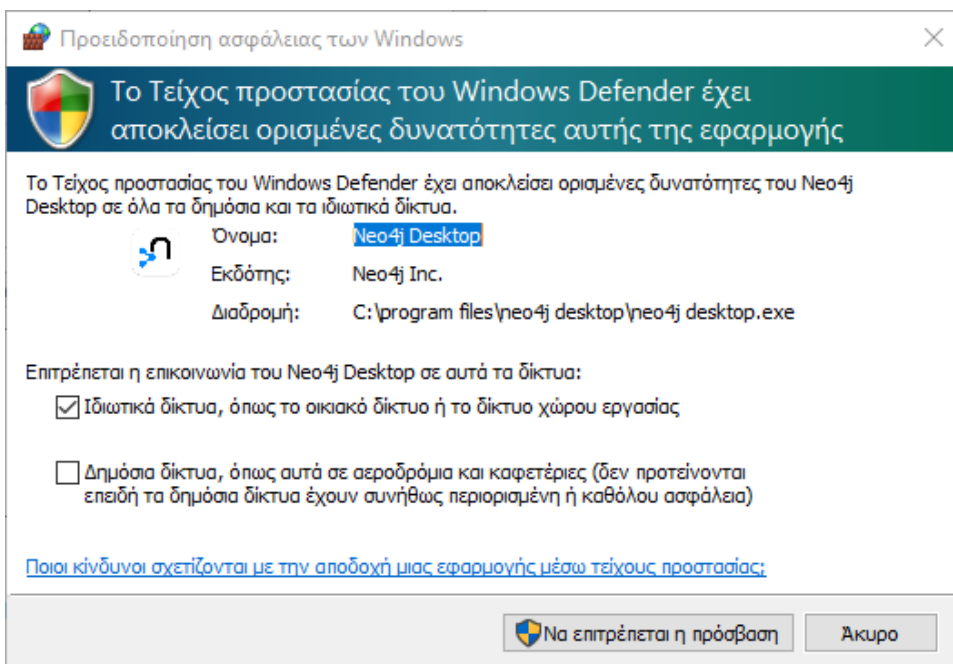 Προειδοποίηση ασφάλειας των Windows
Το Τείχος προστασίας του Windows Defender έχει
αποκλείσει ορισμένες δυνατότητες αυτής της εφαρμογής
Το Τείχος προστασίας του Windows Defender έχει αποκλείσει ορισμένες δυνατότητες του Neo4j
Desktop σε όλα τα δημόσια και τα ιδιωτικά δίκτυα.
Όνομα: Neo4j Desktop
Εκδότης: Neo4j Inc.
Διαδρομή: C:\program files\neo4j desktop\neo4j desktop.exe
Επιτρέπεται η επικοινωνία του Neo4j Desktop σε αυτά τα δίκτυα:
Ιδιωτικά δίκτυα, όπως το οικιακό δίκτυο ή το δίκτυο χώρου εργασίας
Δημόσια δίκτυα, όπως αυτά σε αεροδρόμια και καφετέριες (δεν προτείνονται
επειδή τα δημόσια δίκτυα έχουν συνήθως περιορισμένη ή καθόλου ασφάλεια)
Ποιοι κίνδυνοι σχετίζονται με την αποδοχή μιας εφαρμογής μέσω τείχους προστασίας;
Να επιτρέπεται η πρόσβαση
Άκυρο